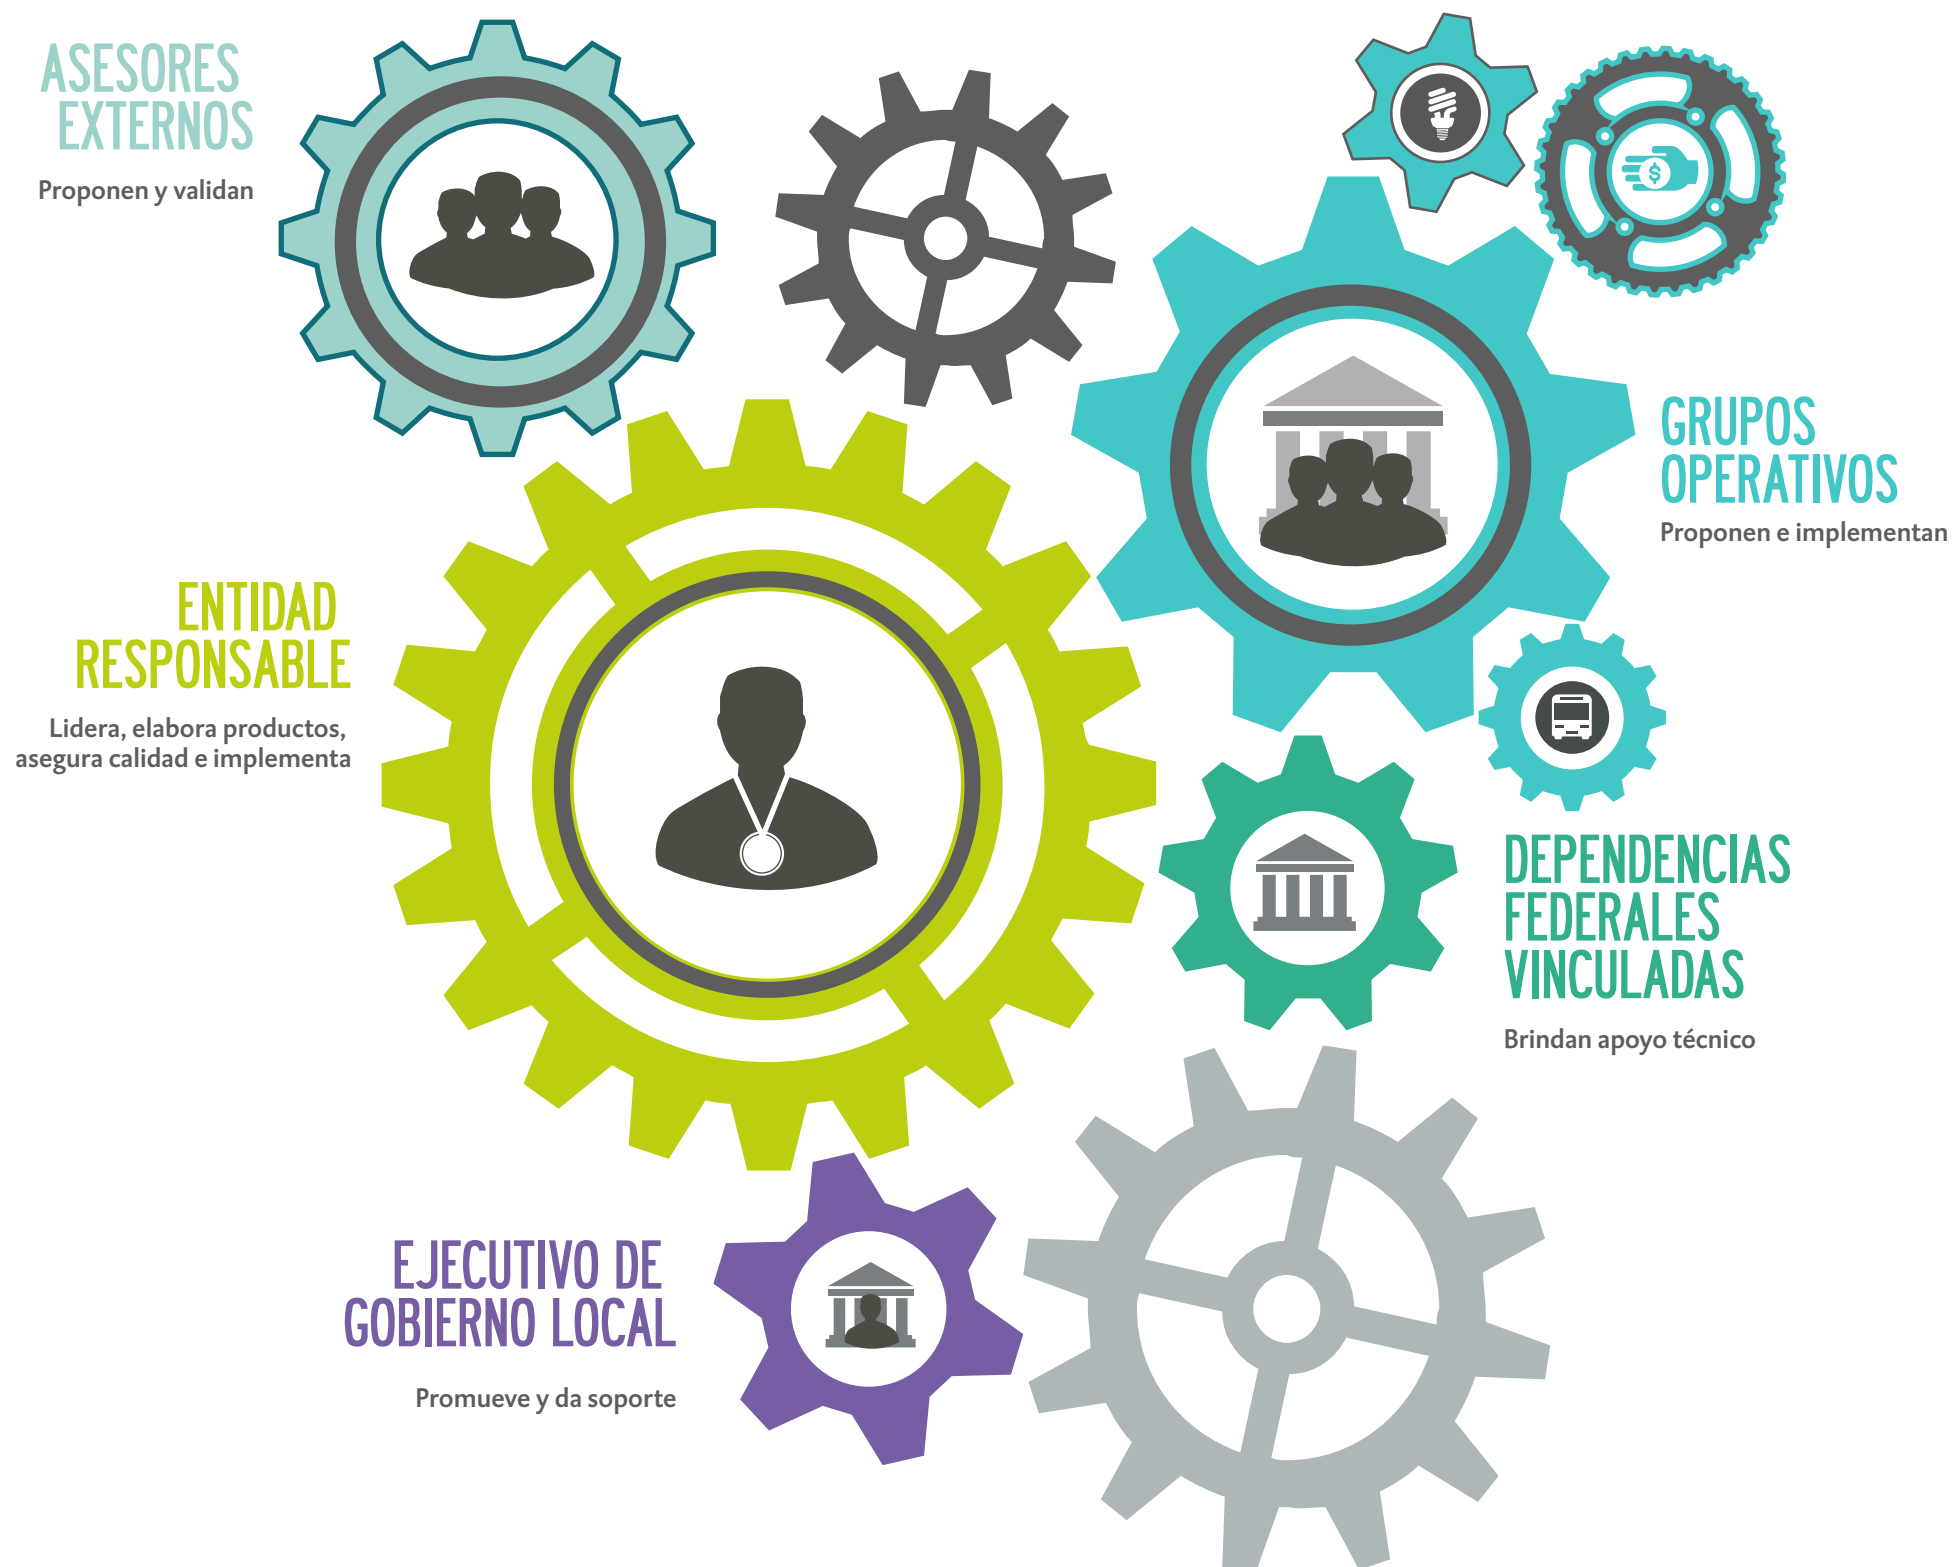 ASESORES
EXTERNOS
Proponen y validan
$
GRUPOS
OPERATIVOS
Proponen e implementan
ENTIDAD
RESPONSABLE
Lidera, elabora productos,
asegura calidad e implementa
DEPENDENCIAS
FEDERALES
VINCULADAS
Brindan apoyo técnico
EJECUTIVO DE
GOBIERNO LOCAL
Promueve y da soporte